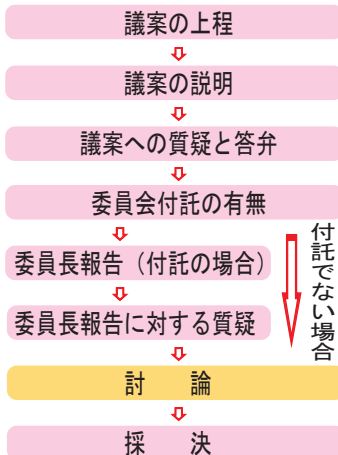 議案の上程
議案の説明
議案への質疑と答弁
委員会付託の有無
委員長報告（付託の場合）
委員長報告に対する質疑
付託でない場合
討　　論
採　　決